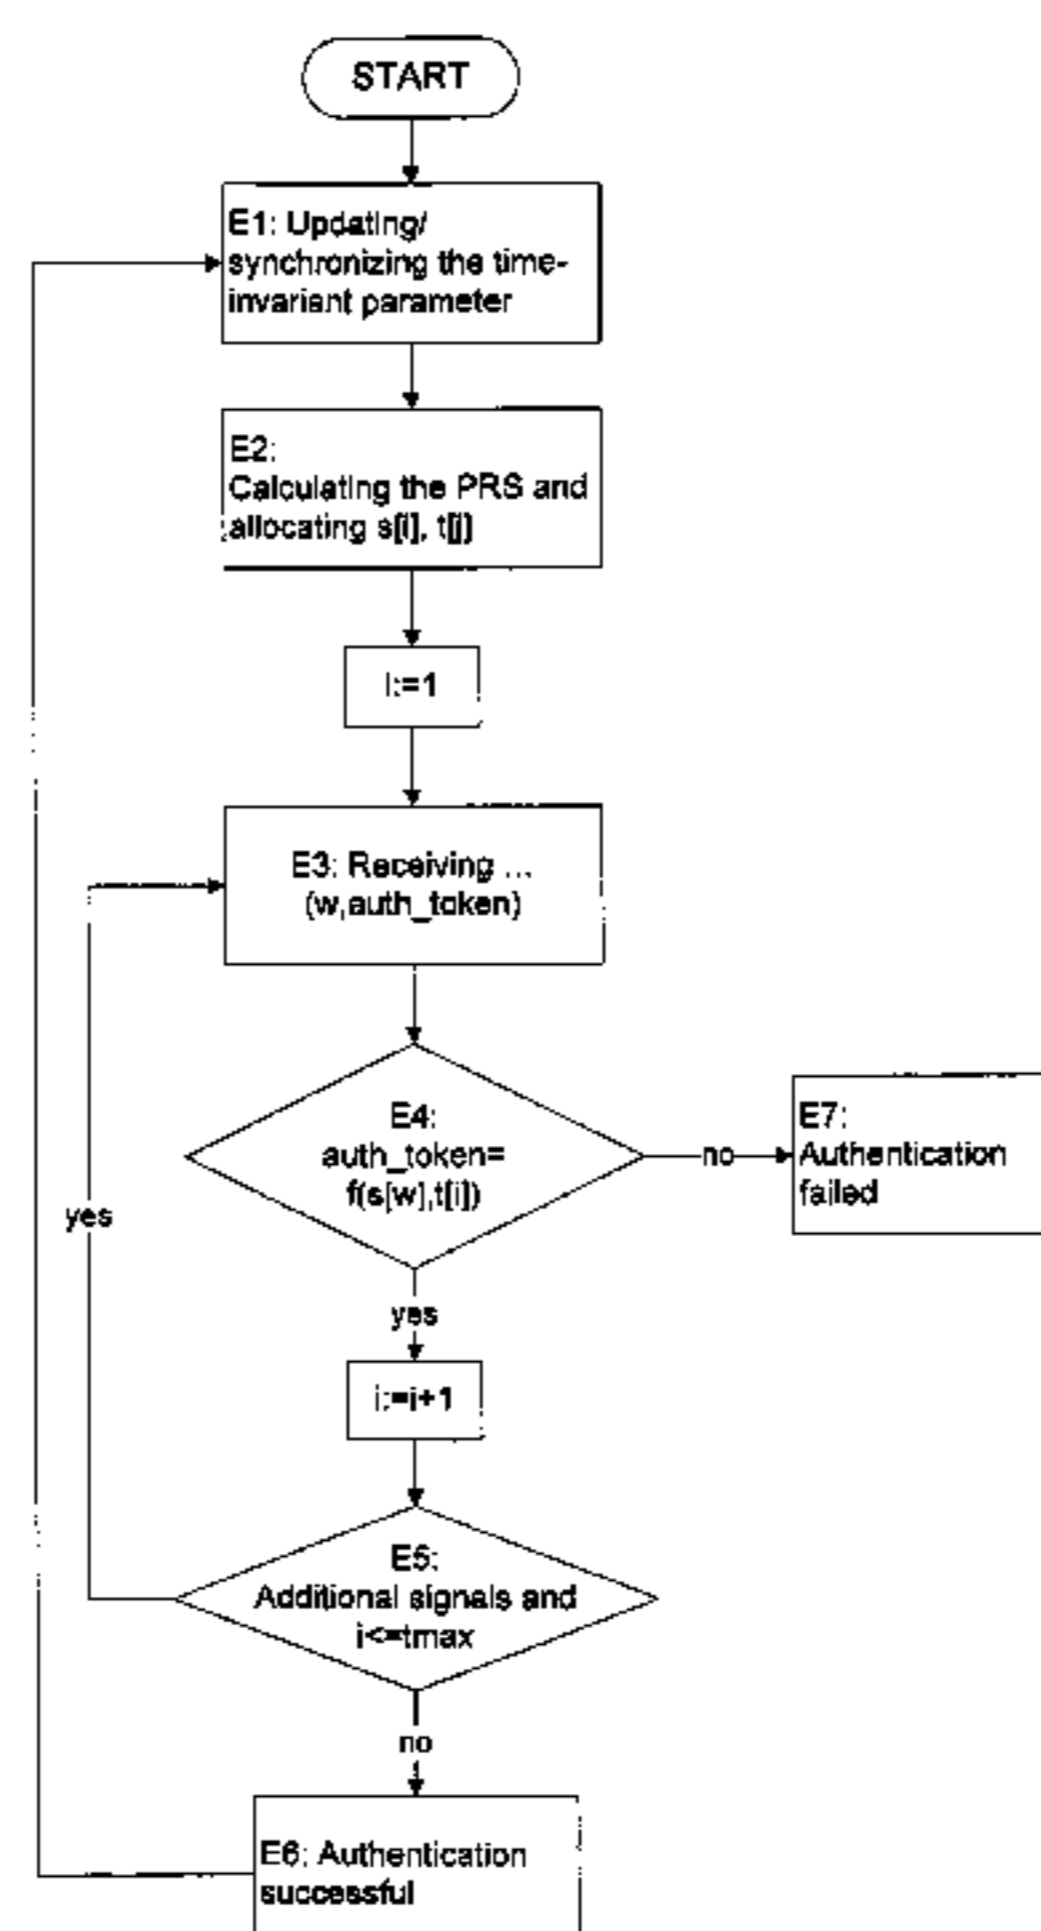 START
E1: Updating/
synchronizing the time-
invariant parameter
E2:
Calculating the PRS and
allocating s[i], t[j]
i:=1
E3: Receiving ...
(w,auth_token)
E4:
auth_token=
f(s[w],t[i])
no
E7:
Authentication
failed
yes
yes
i:=i+1
E5:
Additional signals and
i<=tmax
no
E6: Authentication
successful